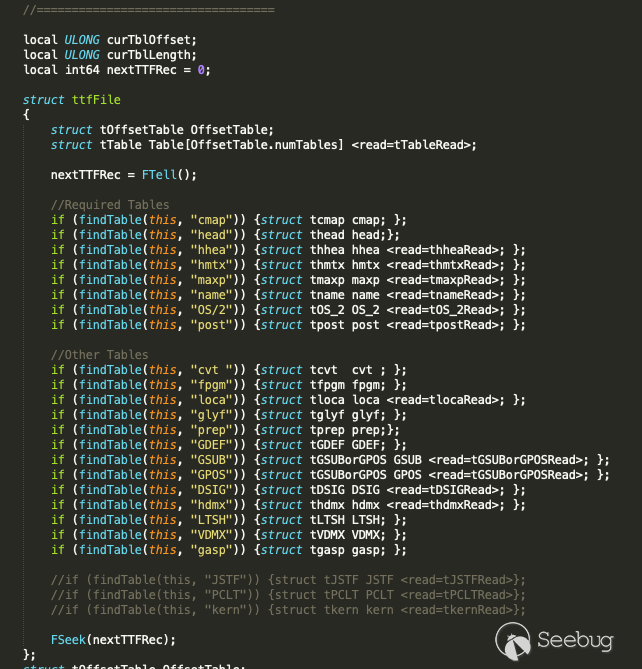 //==================================
local ULONG curTblOffset;
local ULONG curTblLength;
local int64 nextTTFRec = 0;
struct ttfFile
{
struct tOffsetTable OffsetTable;
struct tTable Table[OffsetTable.numTables] <read=tTableRead>;
nextTTFRec = FTell();
//Required Tables
if (findTable(this, "cmap")) {struct tcmap cmap; };
if (findTable(this, "head")) {struct thead head;};
if (findTable(this, "hhea")) {struct thhea hhea <read=thheaRead>; };
if (findTable(this, "hmtx")) {struct thmtx hmtx <read=thmtxRead>; };
if (findTable(this, "maxp")) {struct tmaxp maxp <read=tmaxpRead>; };
if (findTable(this, "name")) {struct tname name <read=tnameRead>; };
if (findTable(this, "OS/2")) {struct tOS_2 OS_2 <read=tOS_2Read>; };
if (findTable(this, "post")) {struct tpost post <read=tpostRead>; };
//Other Tables
if (findTable(this, "cvt ")) {struct tcvt  cvt ; };
if (findTable(this, "fpgm")) {struct tfpgm fpgm; };
if (findTable(this, "loca")) {struct tloca loca <read=tlocaRead>; };
if (findTable(this, "glyf")) {struct tglyf glyf; };
if (findTable(this, "prep")) {struct tprep prep;};
if (findTable(this, "GDEF")) {struct tGDEF GDEF; };
if (findTable(this, "GSUB")) {struct tGSUBorGPOS GSUB <read=tGSUBorGPOSRead>; };
if (findTable(this, "GPOS")) {struct tGSUBorGPOS GPOS <read=tGSUBorGPOSRead>; };
if (findTable(this, "DSIG")) {struct tDSIG DSIG <read=tDSIGRead>; };
if (findTable(this, "hdmx")) {struct thdmx hdmx <read=thdmxRead>; };
if (findTable(this, "LTSH")) {struct tLTSH LTSH; };
if (findTable(this, "VDMX")) {struct tVDMX VDMX; };
if (findTable(this, "gasp")) {struct tgasp gasp; };
//if (findTable(this, "JSTF")) {struct tJSTF JSTF <read=tJSTFRead>};
//if (findTable(this, "PCLT")) {struct tPCLT PCLT <read=tPCLTRead>};
//if (findTable(this, "kern")) {struct tkern kern <read=tkernRead>};
FSeek(nextTTFRec);
};
struct tOffsetTable OffsetTable;
Seebug